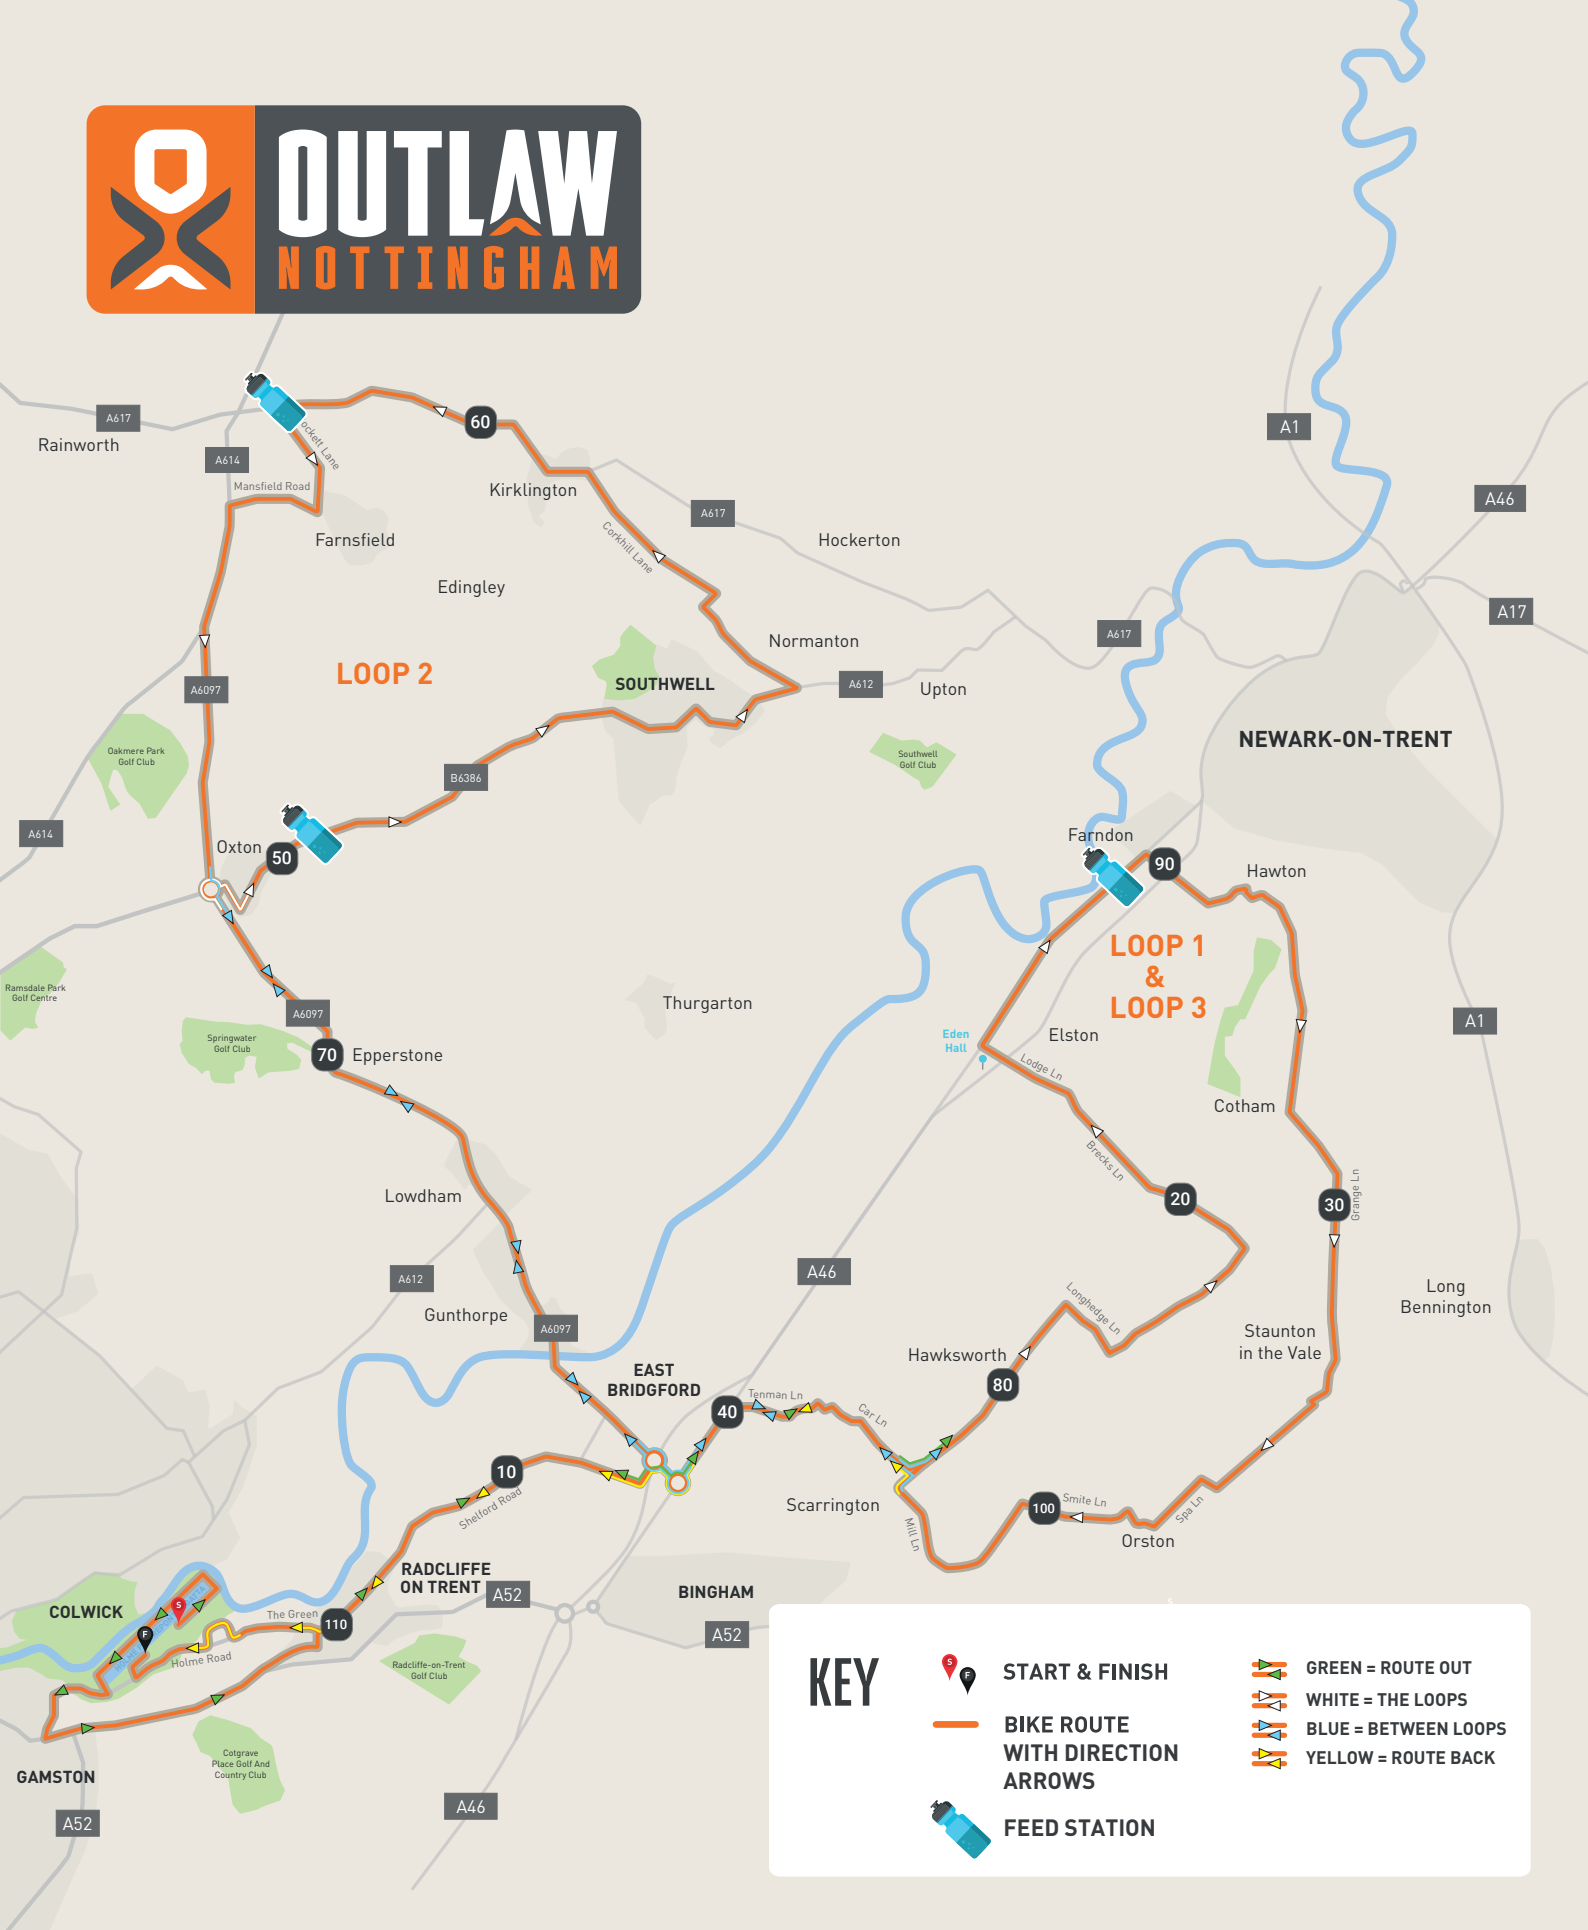 OUTLAW
NOTTINGHAM
A617
Rainworth
A614
ockett Lane
Mansfield Road
Farnsfield
60
Kirklington
Corkhill Lane
A617
Hockerton
Edingley
Normanton
LOOP 2
SOUTHWELL
A612
Upton
A617
A1
A46
A17
A6097
Oakmere Park
Golf Club
B6386
Southwell
Golf Club
NEWARK-ON-TRENT
A614
Oxton
50
Farndon
90
Hawton
LOOP 1
&
LOOP 3
Ramsdale Park
Golf Centre
A6097
Thurgarton
Springwater
Golf Club
70
Epperstone
Eden
Hall
Elston
Lodge Ln
A1
Cotham
Brecks Ln
20
30
Grange Ln
Lowdham
A612
A46
Gunthorpe
A6097
Longhedge Ln
Long
Bennington
Staunton
in the Vale
Hawksworth
80
EAST
BRIDGFORD
40
Tenman Ln
Car Ln
10
Shelford Road
Scarrington
Mill Ln
100
Smite Ln
Spa Ln
Orston
RADCLIFFE
ON TRENT
A52
BINGHAM
A52
COLWICK
S
F
The Green
110
Holme Road
Radcliffe-on-Trent
Golf Club
Cotgrave
Place Golf And
Country Club
GAMSTON
A52
A46
KEY
S
F
START & FINISH
BIKE ROUTE
WITH DIRECTION
ARROWS
FEED STATION
GREEN = ROUTE OUT
WHITE = THE LOOPS
BLUE = BETWEEN LOOPS
YELLOW = ROUTE BACK